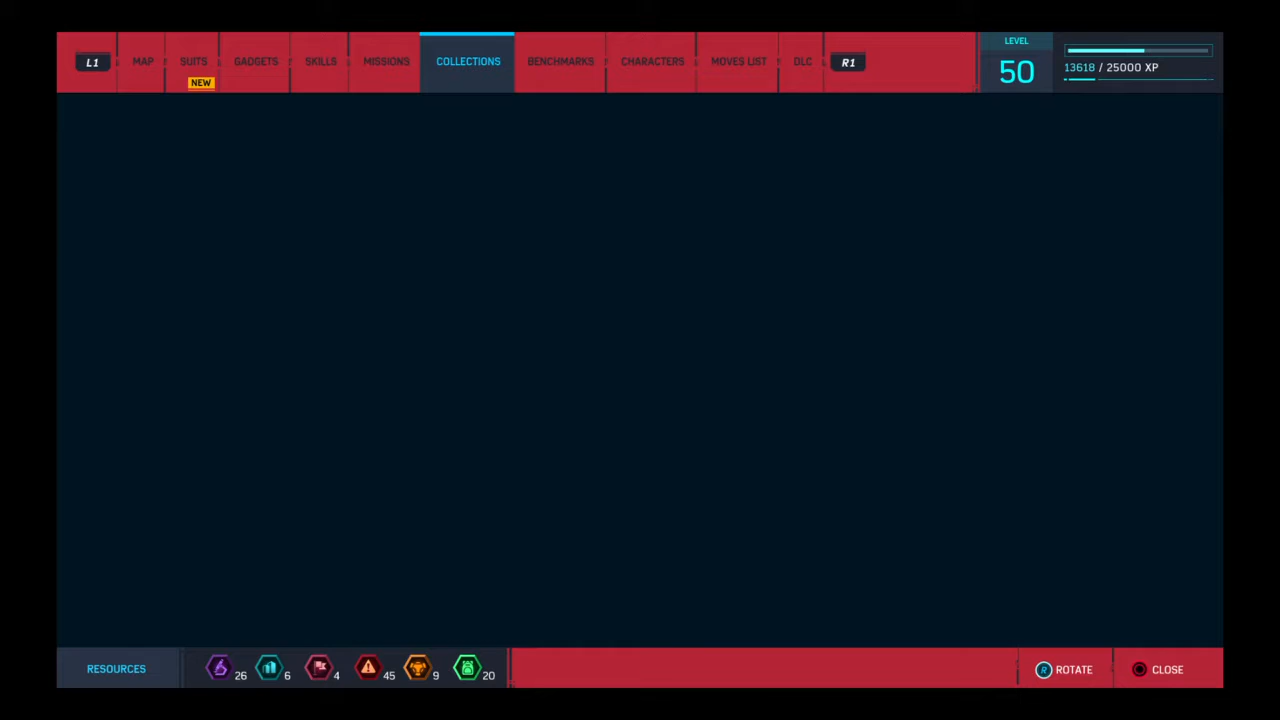 L1 MAP SUITS GADGETS SKILLS MISSIONS COLLECTIONS BENCHMARKS CHARACTERS MOVES LIST DLC R1
NEW
LEVEL
50
13618 / 25000 XP
RESOURCES 26 6 4 45 9 20 R ROTATE CLOSE